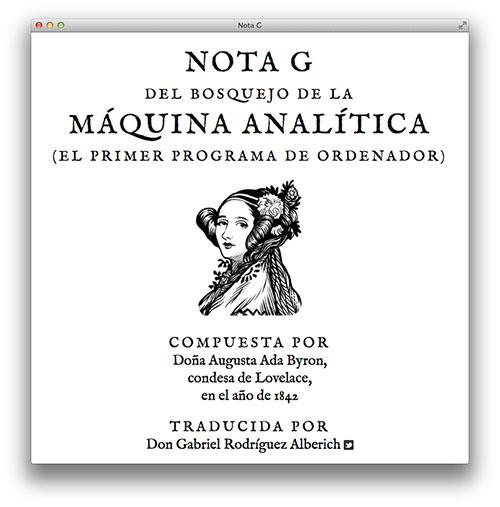 Nota G
NOTA G
DEL BOSQUEJO DE LA
MÁQUINA ANALÍTICA
(EL PRIMER PROGRAMA DE ORDENADOR)
COMPUESTA POR
Doña Augusta Ada Byron,
condesa de Lovelace,
en el año de 1842
TRADUCIDA POR
Don Gabriel Rodríguez Alberich